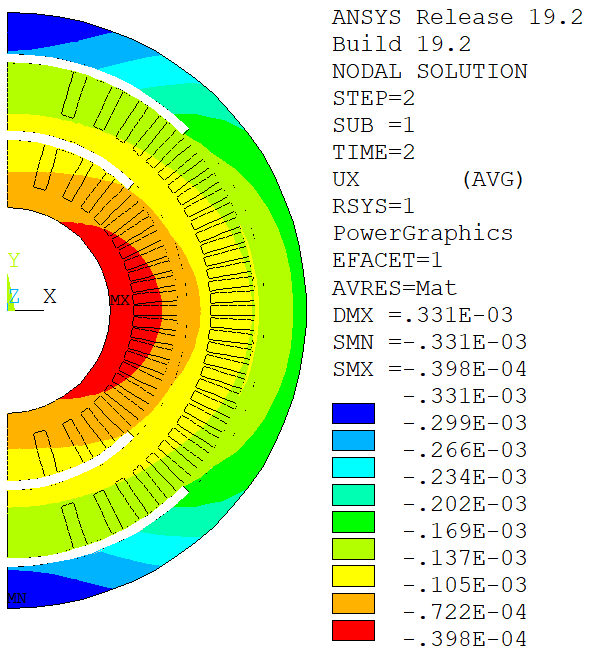 ANSYS Release 19.2
Build 19.2
NODAL SOLUTION
STEP=2
SUB =1
TIME=2
UX (AVG)
RSYS=1
PowerGraphics
EFACET=1
AVRES=Mat
DMX =.331E-03
SMN =-.331E-03
SMX =-.398E-04
-.331E-03
-.299E-03
-.266E-03
-.234E-03
-.202E-03
-.169E-03
-.137E-03
-.105E-03
-.722E-04
-.398E-04
Y
Z X
MX
MN